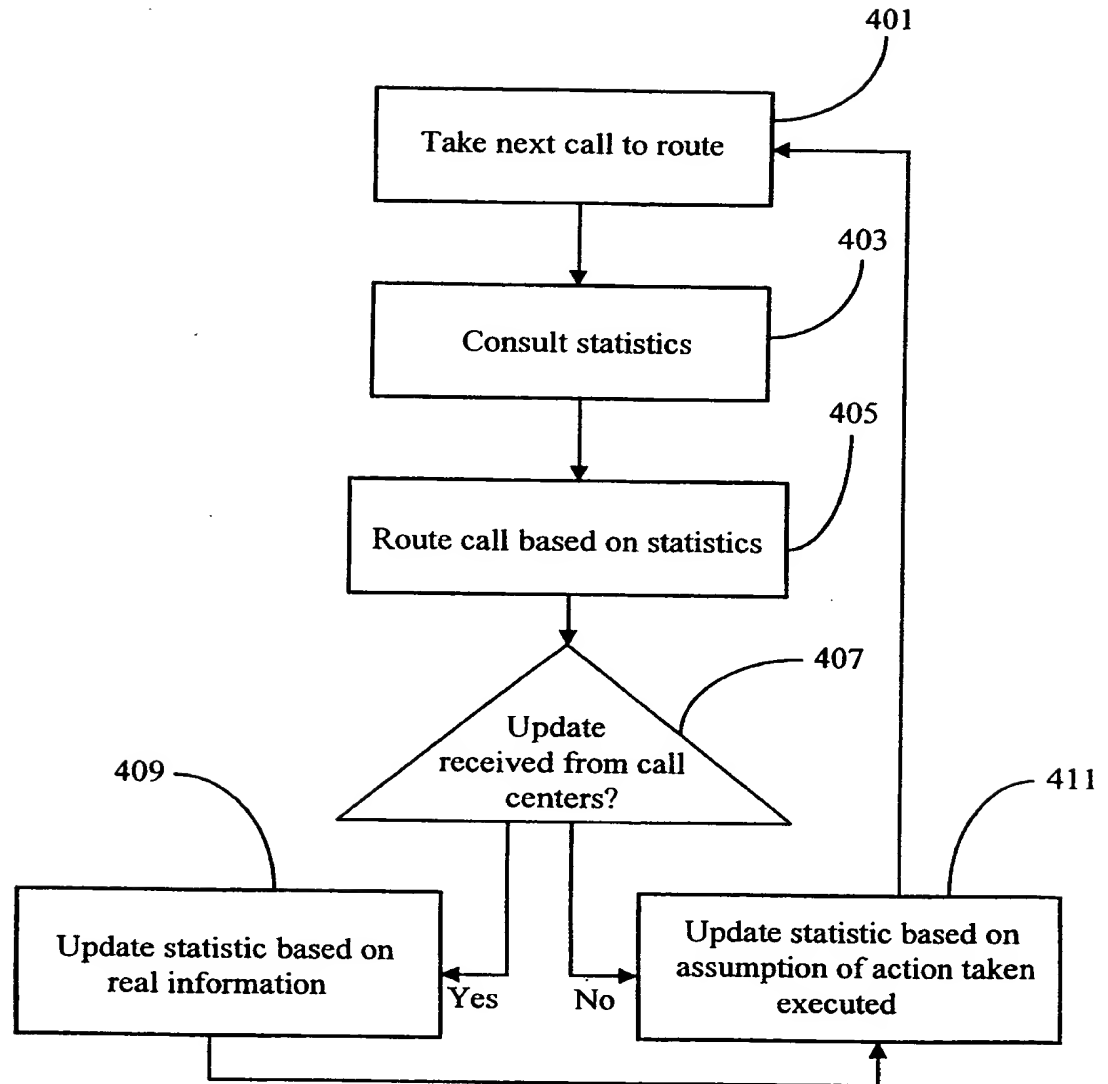 401
Take next call to route
403
Consult statistics
405
Route call based on statistics
407
Update
received from call
centers?
409
411
Update statistic based on
real information
Yes
No
Update statistic based on
assumption of action taken
executed